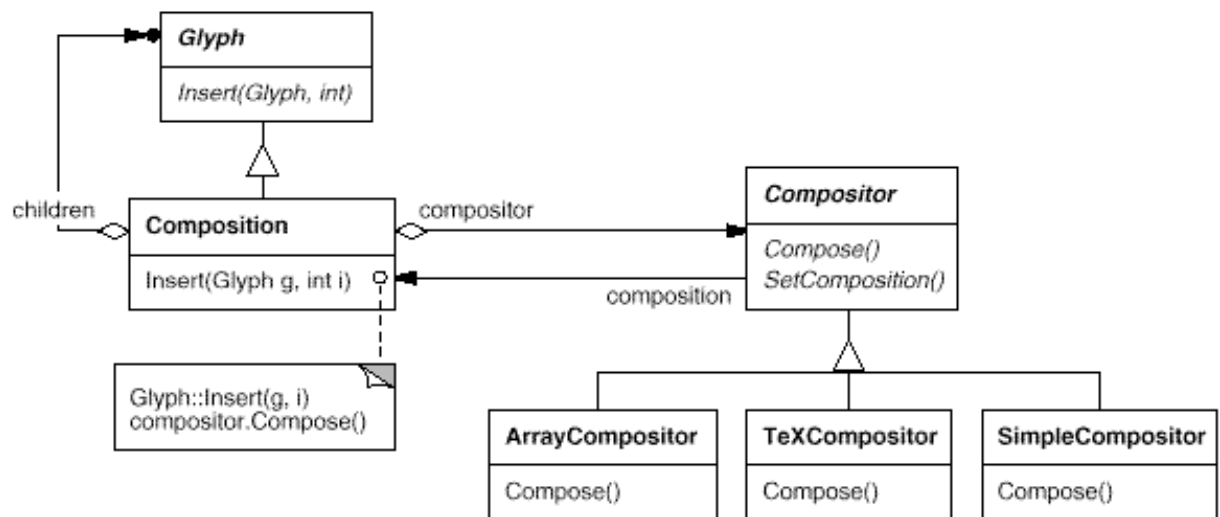 Glyph
Insert(Glyph, int)
children
Composition
Insert(Glyph g, int i)
compositor
composition
Compositor
Compose()
SetComposition()
Glyph::Insert(g, i)
compositor.Compose()
ArrayCompositor
Compose()
TeXCompositor
Compose()
SimpleCompositor
Compose()